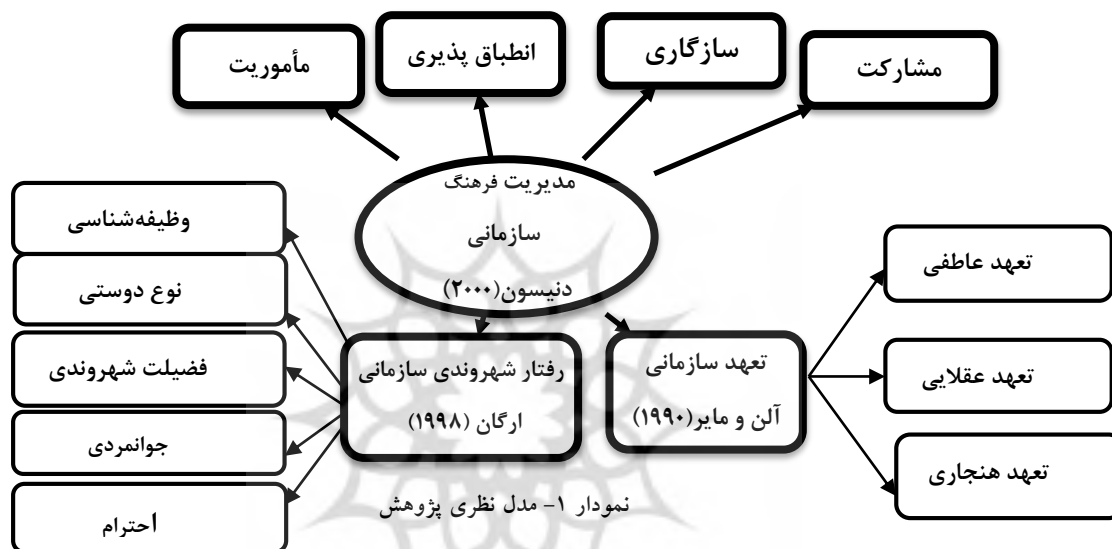 مشارکت
سازگاری
انطباق پذیری
مأموریت
مدیریت فرهنگ
سازمانی
دنیسون(۲۰۰۰)
تعهد عاطفی
تعهد عقلایی
تعهد هنجاری
تعهد سازمانی
آلن و مایر(۱۹۹۰)
رفتار شهروندی سازمانی
ارگان (۱۹۹۸)
وظیفه‌شناسی
نوع دوستی
فضیلت شهروندی
جوانمردی
احترام
نمودار ۱- مدل نظری پژوهش